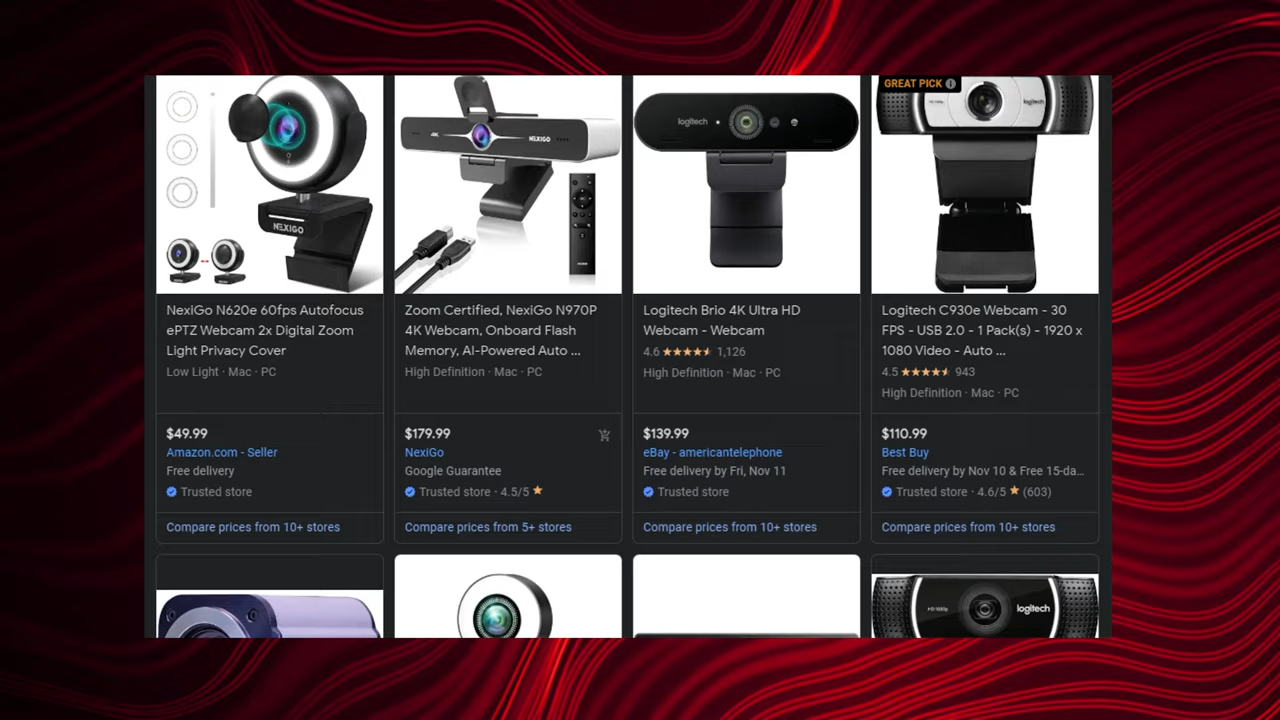 GREAT PICK
NEXIGO
4K
NEXIGO
logitech
logitech
NexiGo N620e 60fps Autofocus
ePTZ Webcam 2x Digital Zoom
Light Privacy Cover
Low Light · Mac · PC
$49.99
Amazon.com - Seller
Free delivery
Trusted store
Compare prices from 10+ stores
Zoom Certified, NexiGo N970P
4K Webcam, Onboard Flash
Memory, AI-Powered Auto ...
High Definition · Mac · PC
$179.99
NexiGo
Google Guarantee
Trusted store · 4.5/5 ★
Compare prices from 5+ stores
Logitech Brio 4K Ultra HD
Webcam - Webcam
4.6 ★★★★★ 1,126
High Definition · Mac · PC
$139.99
eBay - americantelephone
Free delivery by Fri, Nov 11
Trusted store
Compare prices from 10+ stores
Logitech C930e Webcam - 30
FPS - USB 2.0 - 1 Pack(s) - 1920 x
1080 Video - Auto ...
4.5 ★★★★★ 943
High Definition · Mac · PC
$110.99
Best Buy
Free delivery by Nov 10 & Free 15-da...
Trusted store · 4.6/5 ★ (603)
Compare prices from 10+ stores
HD 1080p
logitech